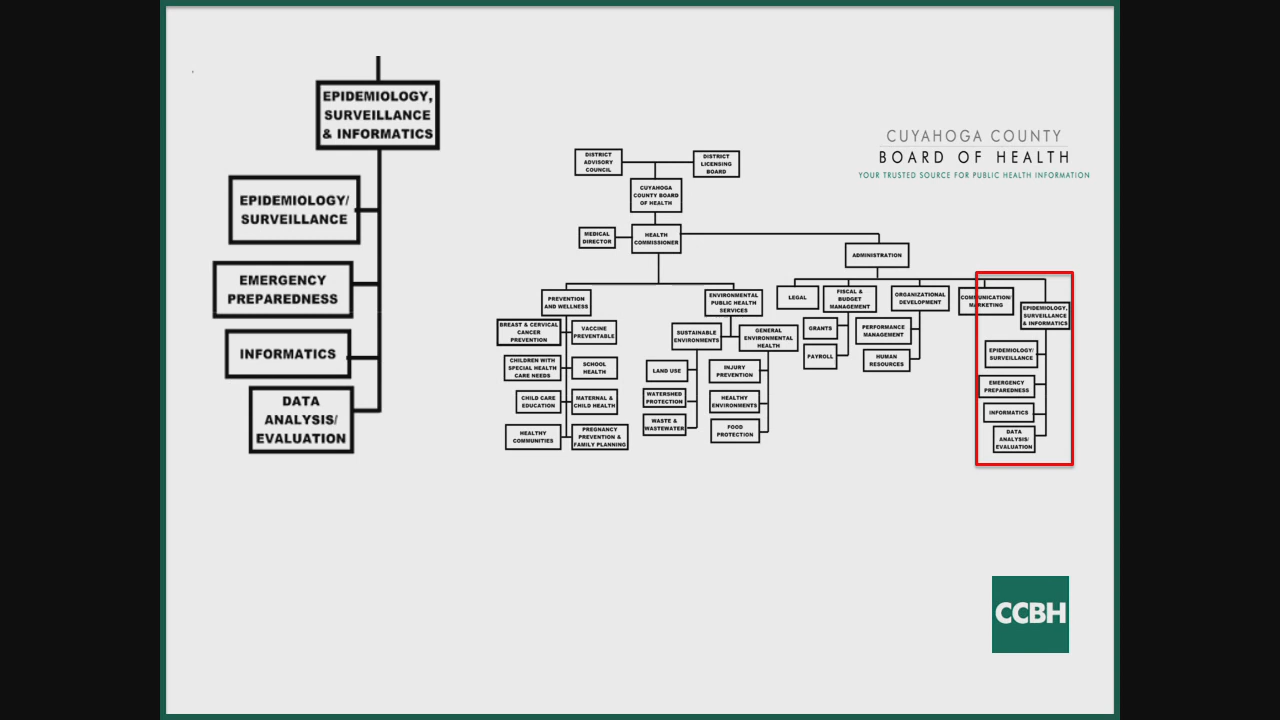 EPIDEMIOLOGY,
SURVEILLANCE
& INFORMATICS
EPIDEMIOLOGY/
SURVEILLANCE
EMERGENCY
PREPAREDNESS
INFORMATICS
DATA
ANALYSIS/
EVALUATION
CUYAHOGA COUNTY
BOARD OF HEALTH
YOUR TRUSTED SOURCE FOR PUBLIC HEALTH INFORMATION
DISTRICT
ADVISORY
COUNCIL
DISTRICT
LICENSING
BOARD
CUYAHOGA
COUNTY BOARD
OF HEALTH
MEDICAL
DIRECTOR
HEALTH
COMMISSIONER
ADMINISTRATION
PREVENTION
AND WELLNESS
BREAST & CERVICAL
CANCER
PREVENTION
VACCINE
PREVENTABLE
CHILDREN WITH
SPECIAL HEALTH
CARE NEEDS
SCHOOL
HEALTH
CHILD CARE
EDUCATION
MATERNAL &
CHILD HEALTH
HEALTHY
COMMUNITIES
PREGNANCY
PREVENTION &
FAMILY PLANNING
ENVIRONMENTAL
PUBLIC HEALTH
SERVICES
SUSTAINABLE
ENVIRONMENTS
GENERAL
ENVIRONMENTAL
HEALTH
LAND USE
WATERSHED
PROTECTION
WASTE &
WASTEWATER
INJURY
PREVENTION
HEALTHY
ENVIRONMENTS
FOOD
PROTECTION
LEGAL
FISCAL &
BUDGET
MANAGEMENT
GRANTS
PAYROLL
ORGANIZATIONAL
DEVELOPMENT
PERFORMANCE
MANAGEMENT
HUMAN
RESOURCES
COMMUNICATION/
MARKETING
EPIDEMIOLOGY,
SURVEILLANCE
& INFORMATICS
EPIDEMIOLOGY/
SURVEILLANCE
EMERGENCY
PREPAREDNESS
INFORMATICS
DATA
ANALYSIS/
EVALUATION
CCBH